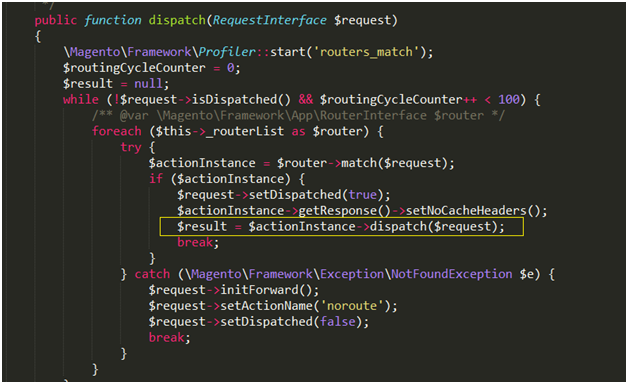 */
public function dispatch(RequestInterface $request)
{
\Magento\Framework\Profiler::start('routers_match');
$routingCycleCounter = 0;
$result = null;
while (!$request->isDispatched() && $routingCycleCounter++ < 100) {
/** @var \Magento\Framework\App\RouterInterface $router */
foreach ($this->_routerList as $router) {
try {
$actionInstance = $router->match($request);
if ($actionInstance) {
$request->setDispatched(true);
$actionInstance->getResponse()->setNoCacheHeaders();
$result = $actionInstance->dispatch($request);
break;
}
} catch (\Magento\Framework\Exception\NotFoundException $e) {
$request->initForward();
$request->setActionName('noroute');
$request->setDispatched(false);
break;
}
}
}